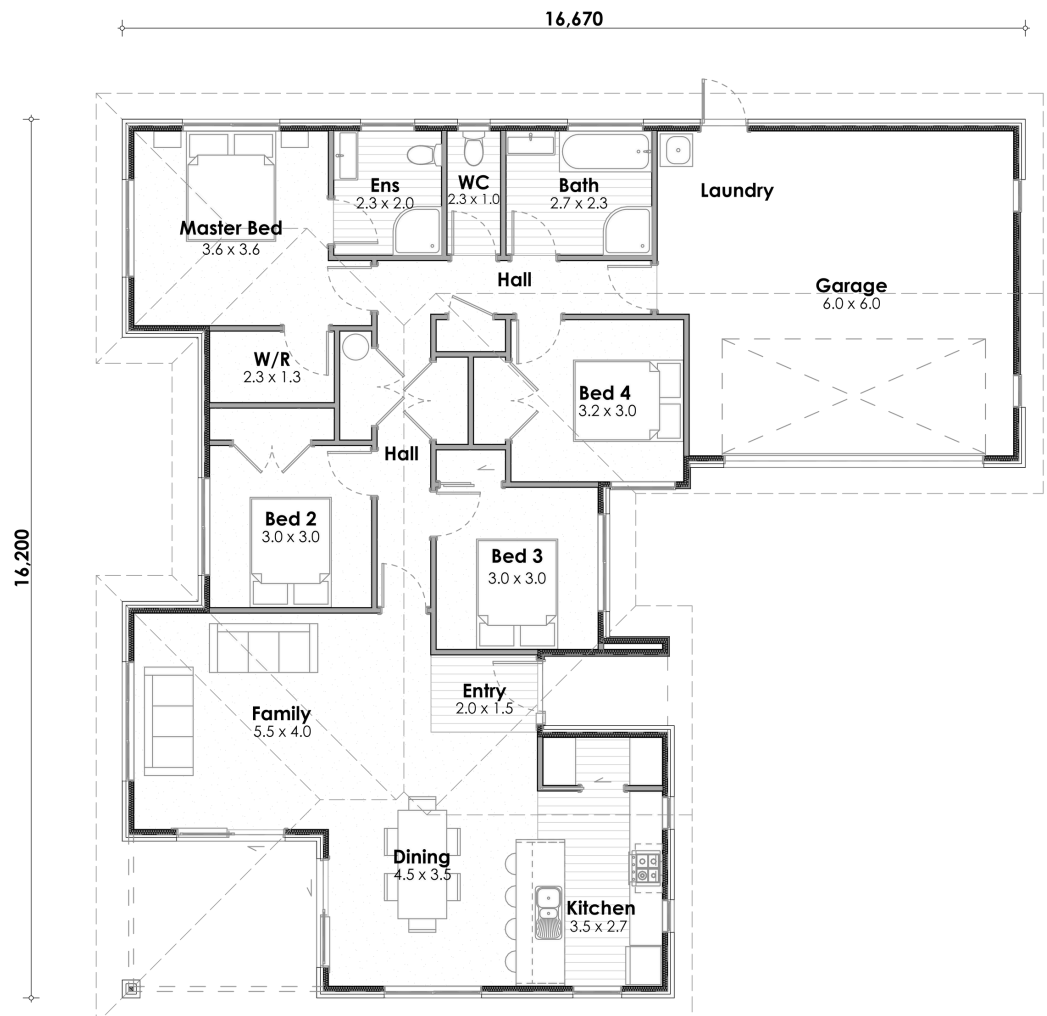 16,670
Ens
2.3 x 2.0
WC
2.3 x 1.0
Bath
2.7 x 2.3
Laundry
Master Bed
3.6 x 3.6
Hall
Garage
6.0 x 6.0
W/R
2.3 x 1.3
Bed 4
3.2 x 3.0
Hall
Bed 2
3.0 x 3.0
Bed 3
3.0 x 3.0
16,200
Entry
2.0 x 1.5
Family
5.5 x 4.0
Dining
4.5 x 3.5
Kitchen
3.5 x 2.7